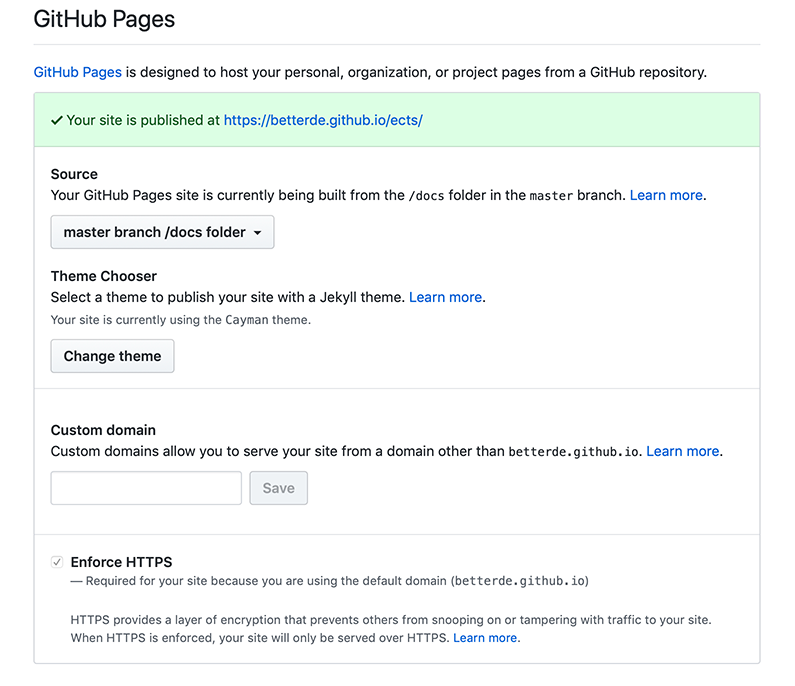 GitHub Pages
GitHub Pages is designed to host your personal, organization, or project pages from a GitHub repository.
Your site is published at https://betterde.github.io/ects/
Source
Your GitHub Pages site is currently being built from the /docs folder in the master branch. Learn more.
master branch /docs folder
Theme Chooser
Select a theme to publish your site with a Jekyll theme. Learn more.
Your site is currently using the Cayman theme.
Change theme
Custom domain
Custom domains allow you to serve your site from a domain other than betterde.github.io. Learn more.
Save
Enforce HTTPS
— Required for your site because you are using the default domain (betterde.github.io)
HTTPS provides a layer of encryption that prevents others from snooping on or tampering with traffic to your site.
When HTTPS is enforced, your site will only be served over HTTPS. Learn more.